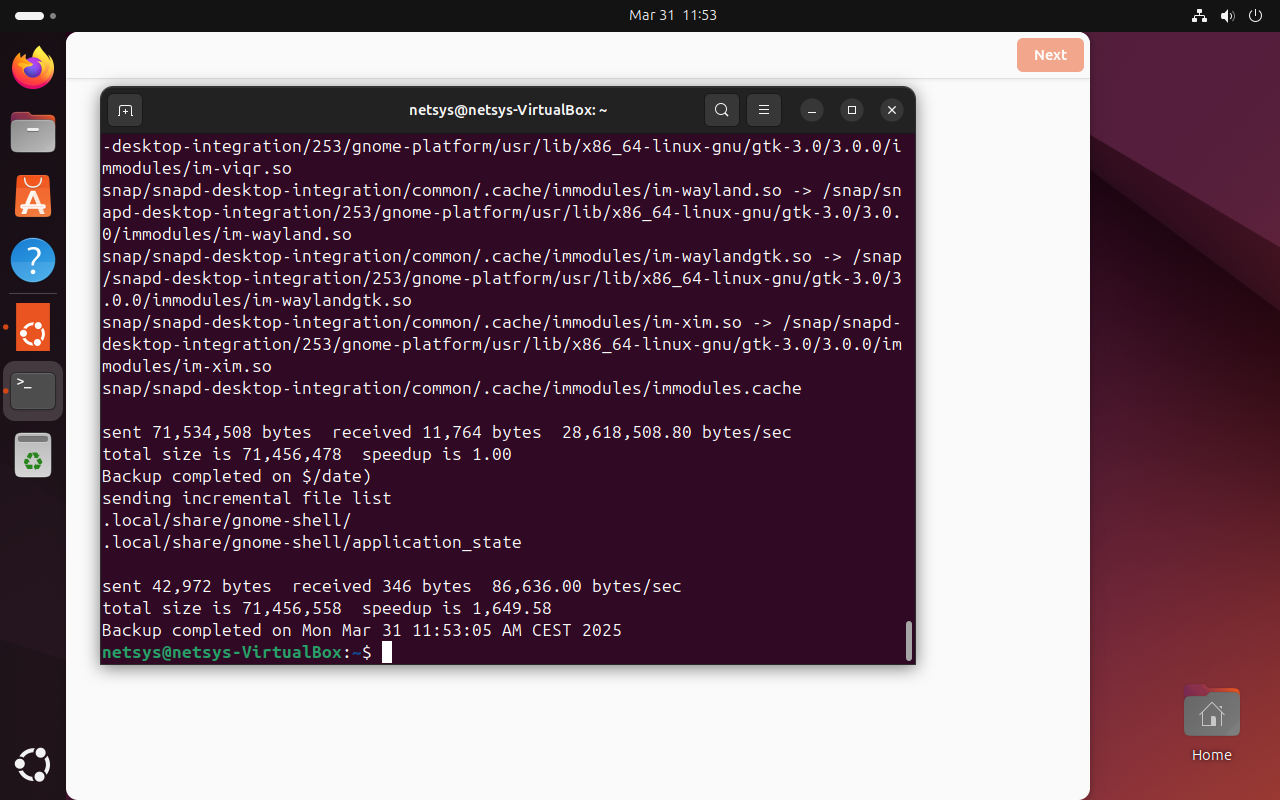 Mar 31 11:53
Next
netsys@netsys-VirtualBox: ~
-desktop-integration/253/gnome-platform/usr/lib/x86_64-linux-gnu/gtk-3.0/3.0.0/i
mmodules/im-viqr.so
snap/snapd-desktop-integration/common/.cache/immodules/im-wayland.so -> /snap/sn
apd-desktop-integration/253/gnome-platform/usr/lib/x86_64-linux-gnu/gtk-3.0/3.0.
0/immodules/im-wayland.so
snap/snapd-desktop-integration/common/.cache/immodules/im-waylandgtk.so -> /snap
/snapd-desktop-integration/253/gnome-platform/usr/lib/x86_64-linux-gnu/gtk-3.0/3
.0.0/immodules/im-waylandgtk.so
snap/snapd-desktop-integration/common/.cache/immodules/im-xim.so -> /snap/snapd-
desktop-integration/253/gnome-platform/usr/lib/x86_64-linux-gnu/gtk-3.0/3.0.0/im
modules/im-xim.so
snap/snapd-desktop-integration/common/.cache/immodules/immodules.cache
sent 71,534,508 bytes  received 11,764 bytes  28,618,508.80 bytes/sec
total size is 71,456,478  speedup is 1.00
Backup completed on $/date)
sending incremental file list
.local/share/gnome-shell/
.local/share/gnome-shell/application_state
sent 42,972 bytes  received 346 bytes  86,636.00 bytes/sec
total size is 71,456,558  speedup is 1,649.58
Backup completed on Mon Mar 31 11:53:05 AM CEST 2025
netsys@netsys-VirtualBox:~$
Home